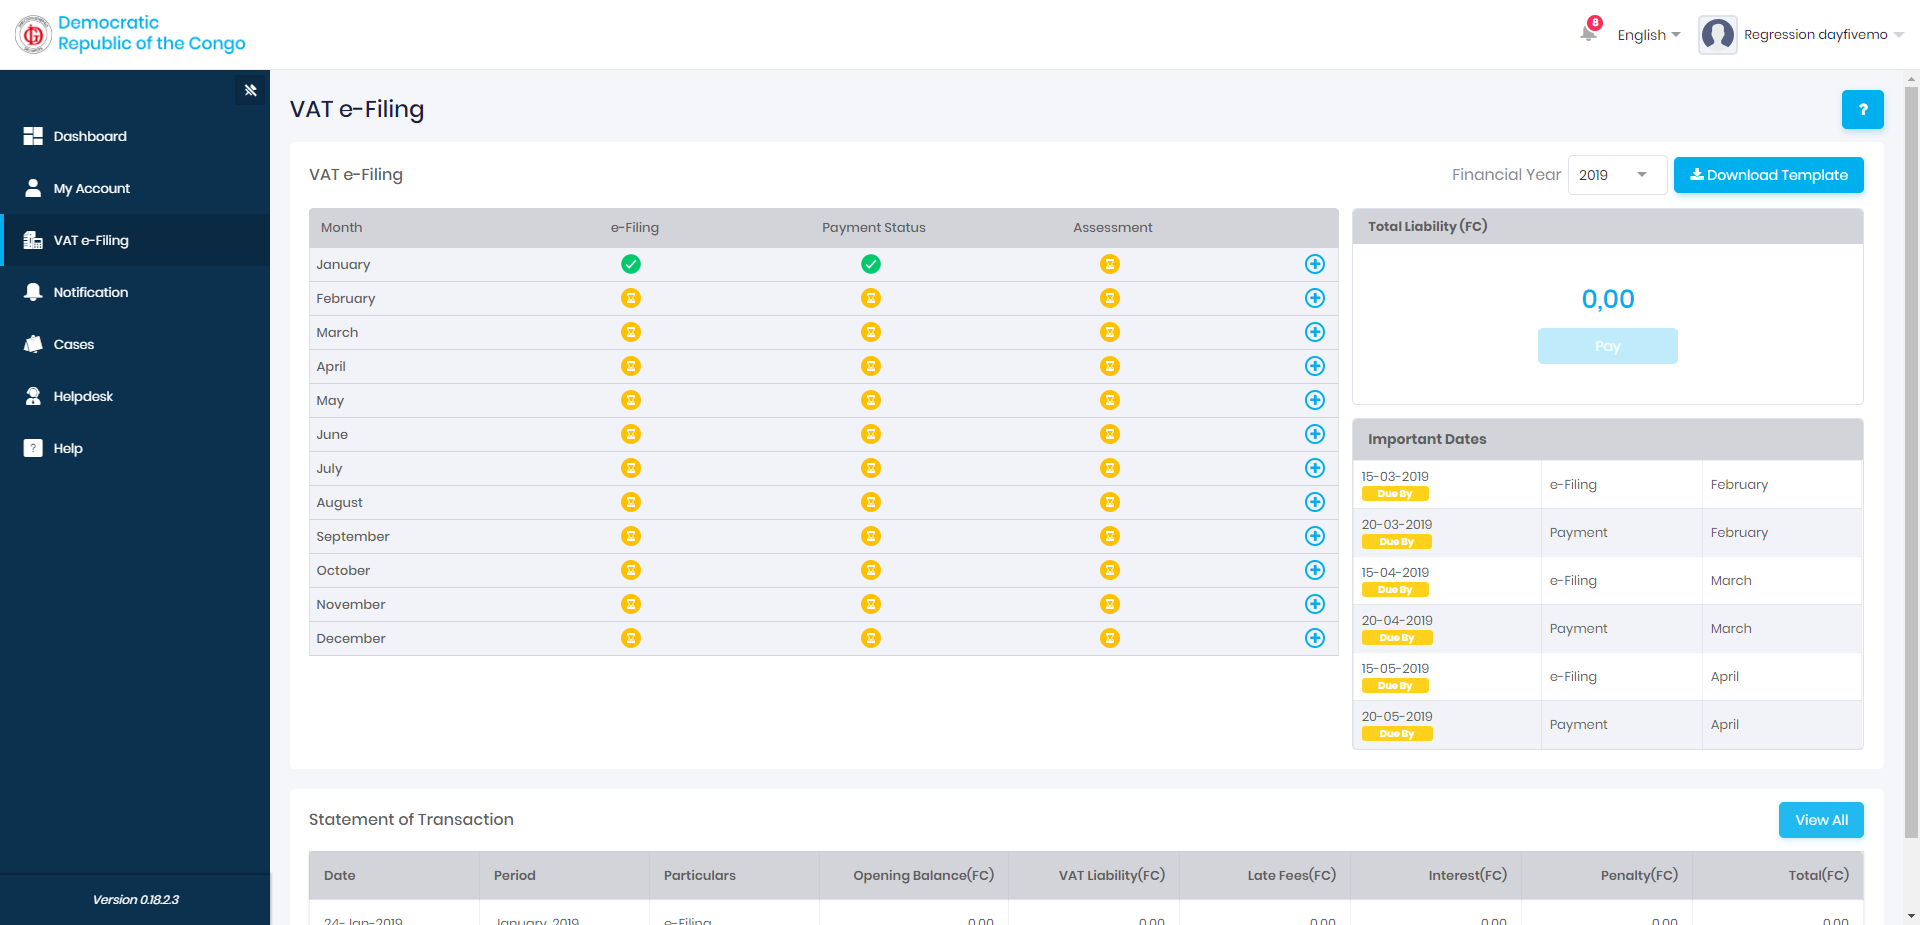 Democratic
Republic of the Congo
8
English
Regression dayfivemo
Dashboard
My Account
VAT e-Filing
Notification
Cases
Helpdesk
? Help
Version 0.18.2.3
VAT e-Filing
?
VAT e-Filing
Financial Year 2019 Download Template
Month e-Filing Payment Status Assessment
January
February
March
April
May
June
July
August
September
October
November
December
Total Liability (FC)
0,00
Pay
Important Dates
15-03-2019 Due By e-Filing February
20-03-2019 Due By Payment February
15-04-2019 Due By e-Filing March
20-04-2019 Due By Payment March
15-05-2019 Due By e-Filing April
20-05-2019 Due By Payment April
Statement of Transaction
View All
Date Period Particulars Opening Balance(FC) VAT Liability(FC) Late Fees(FC) Interest(FC) Penalty(FC) Total(FC)
24-Jan-2019 January, 2019 e-Filing 0,00 0,00 0,00 0,00 0,00 0,00